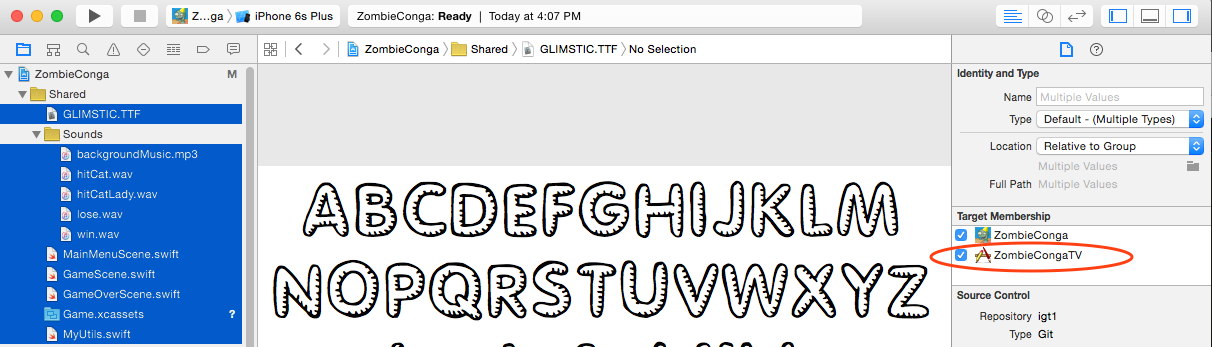 Z...ga 〉 iPhone 6s Plus
ZombieConga: Ready | Today at 4:07 PM
ZombieConga 〉 Shared 〉 GLIMSTIC.TTF 〉 No Selection
ZombieConga M
Shared
GLIMSTIC.TTF
Sounds
backgroundMusic.mp3
hitCat.wav
hitCatLady.wav
lose.wav
win.wav
MainMenuScene.swift
GameScene.swift
GameOverScene.swift
Game.xcassets ?
MyUtils.swift
ABCDEFGHIJKLM
NOPQRSTUVWXYZ
Identity and Type
Name Multiple Values
Type Default - (Multiple Types)
Location Relative to Group
Multiple Values
Full Path Multiple Values
Target Membership
ZombieConga
ZombieCongaTV
Source Control
Repository igt1
Type Git